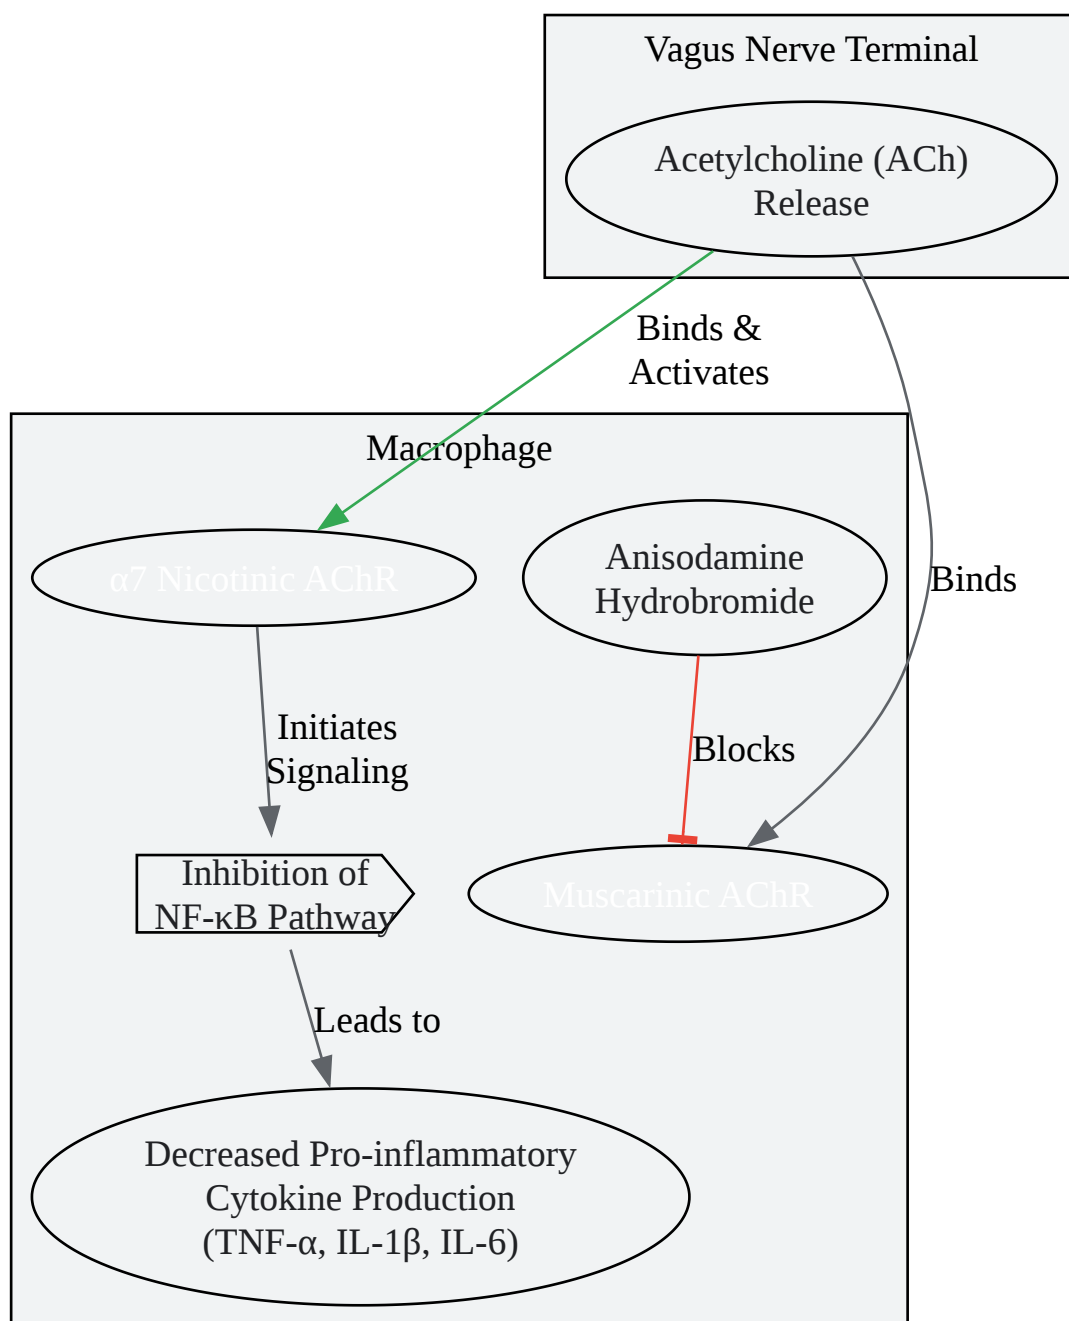 Vagus Nerve Terminal
Acetylcholine (ACh)
Release
Binds &
Activates
Macrophage
α7 Nicotinic AChR
Anisodamine
Hydrobromide
Binds
Initiates
Signaling
Blocks
Inhibition of
NF-κB Pathway
Muscarinic AChR
Leads to
Decreased Pro-inflammatory
Cytokine Production
(TNF-α, IL-1β, IL-6)